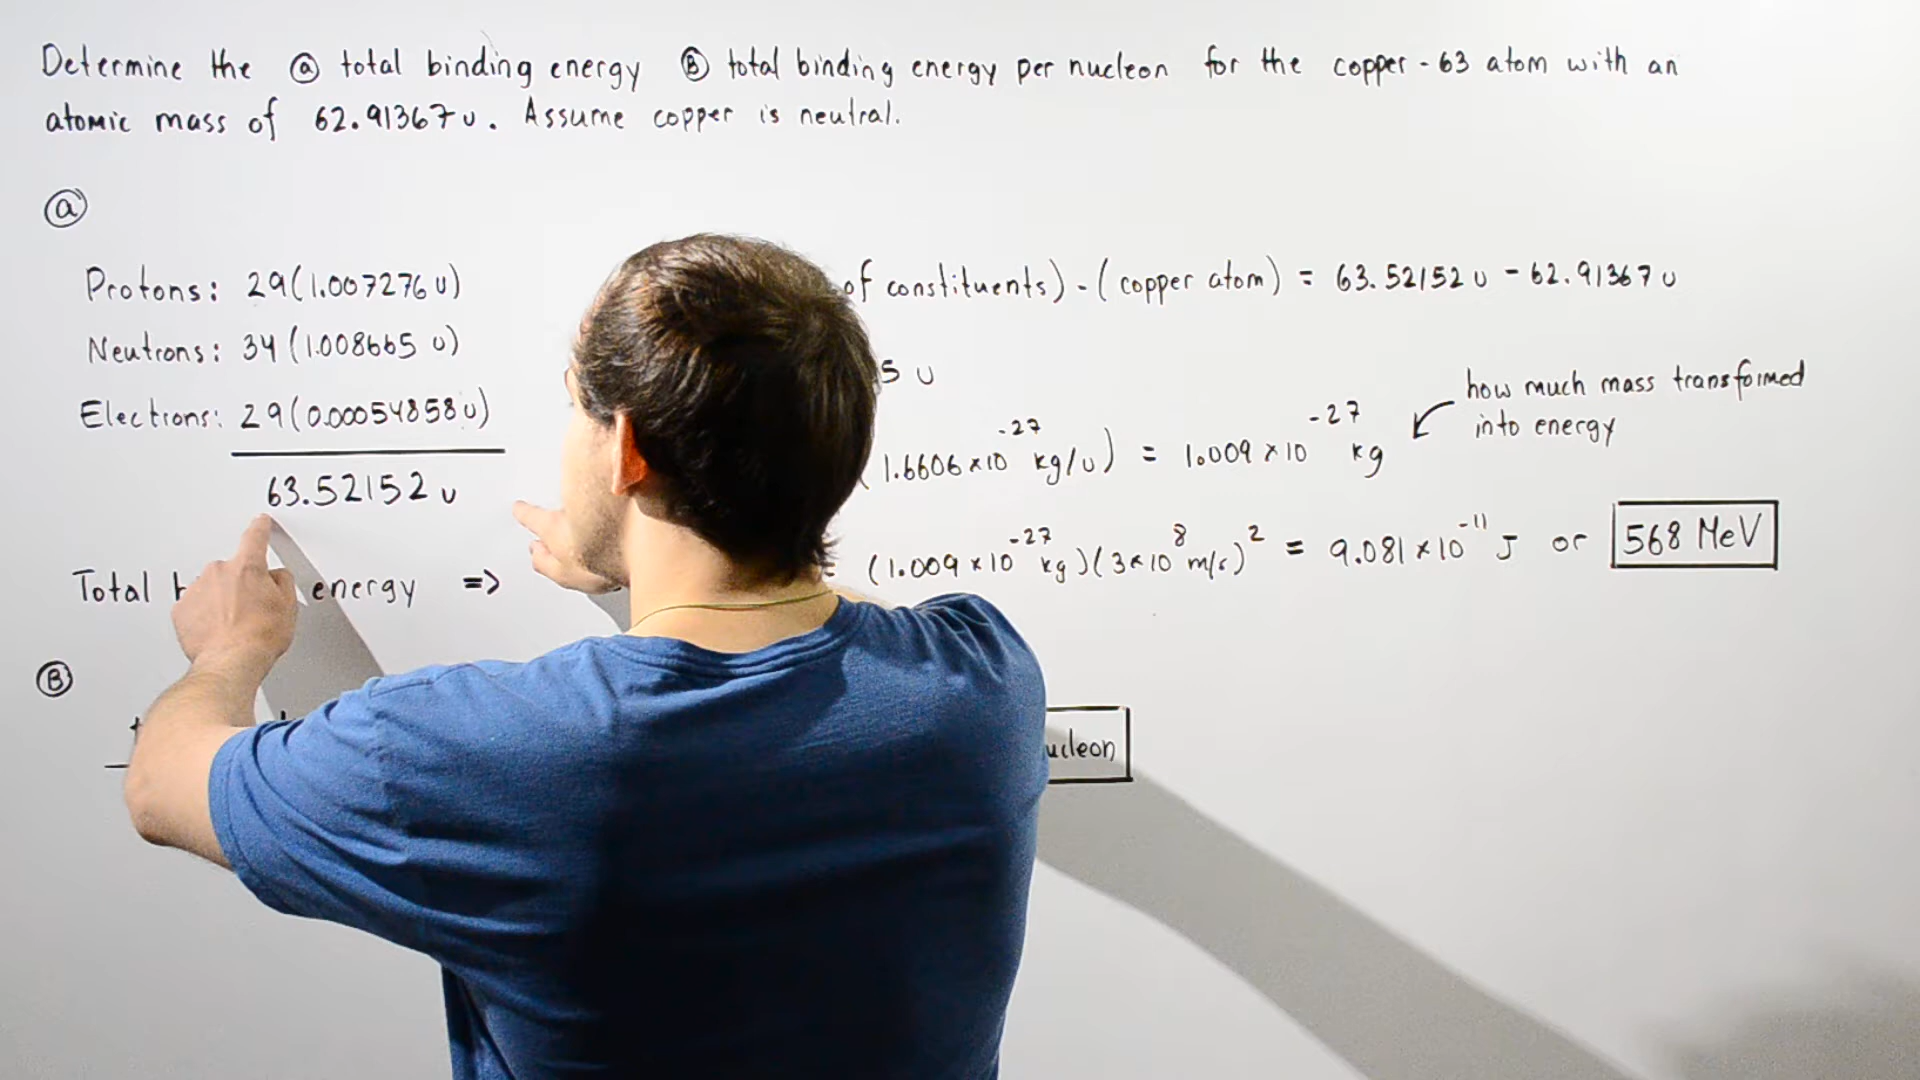 Determine the ⓐ total binding energy Ⓑ total binding energy per nucleon for the copper-63 atom with an
atomic mass of 62.91367u. Assume copper is neutral.
ⓐ
Protons: 29(1.007276 u)
of constituents) - (copper atom) = 63.52152 u - 62.91367 u
Neutrons: 34 (1.008665 u)
5 u
how much mass transformed
into energy
Electrons: 29(0.00054858 u)
(1.6606 × 10^-27 kg/u) = 1.009 × 10^-27 kg
63.52152 u
(1.009 × 10^-27 kg)(3 × 10^8 m/s)^2 = 9.081 × 10^-11 J or 568 MeV
Total energy =>
Ⓑ
ucleon